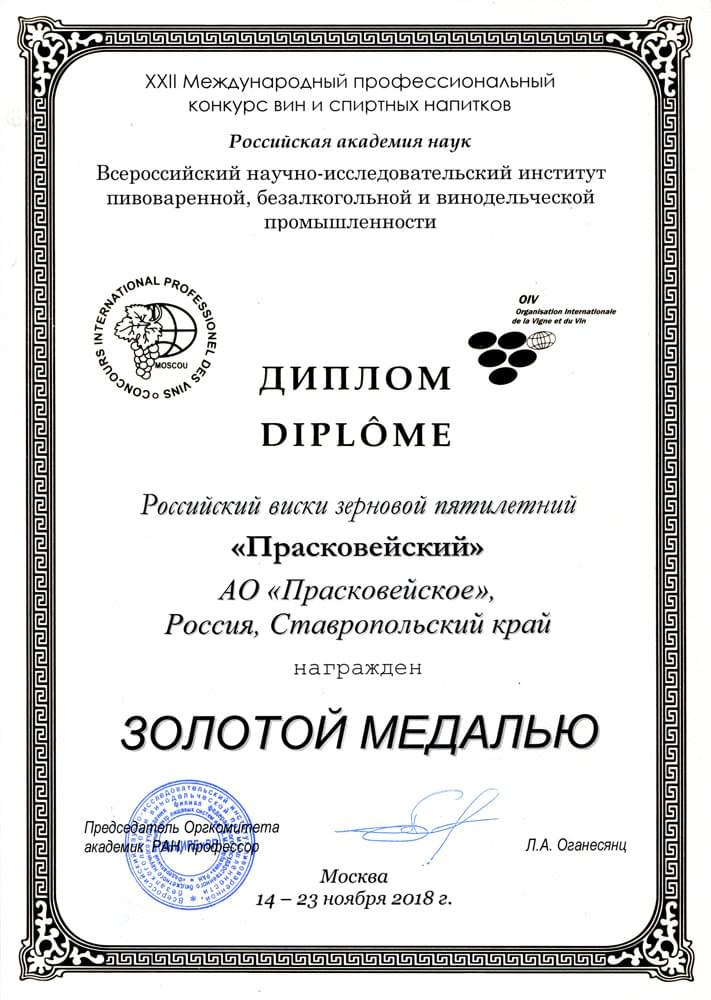 XXII Международный профессиональный
конкурс вин и спиртных напитков
Российская академия наук
Всероссийский научно-исследовательский институт
пивоваренной, безалкогольной и винодельческой
промышленности
CONCOURS INTERNATIONAL PROFESSIONEL DES VINS
MOSCOU
OIV
Organisation Internationale
de la Vigne et du Vin
ДИПЛОМ
DIPLÔME
Российский виски зерновой пятилетний
«Прасковейский»
АО «Прасковейское»,
Россия, Ставропольский край
награжден
ЗОЛОТОЙ МЕДАЛЬЮ
Председатель Оргкомитета
академик РАН, профессор
Л.А. Оганесянц
Москва
14 – 23 ноября 2018 г.